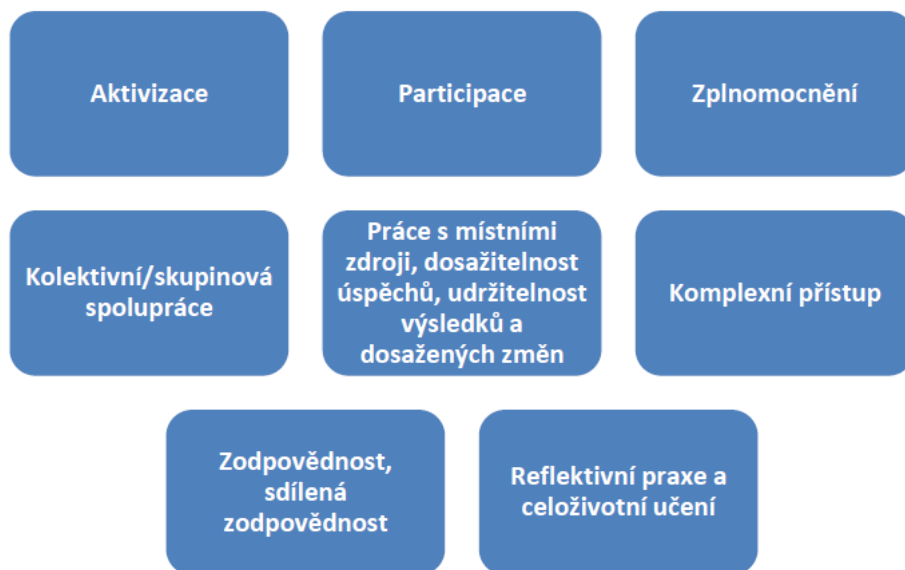 Aktivizace
Participace
Zplnomocnění
Kolektivní/skupinová
spolupráce
Práce s místními
zdroji, dosažitelnost
úspěchů, udržitelnost
výsledků a
dosažených změn
Komplexní přístup
Zodpovědnost,
sdílená
zodpovědnost
Reflektivní praxe a
celoživotní učení